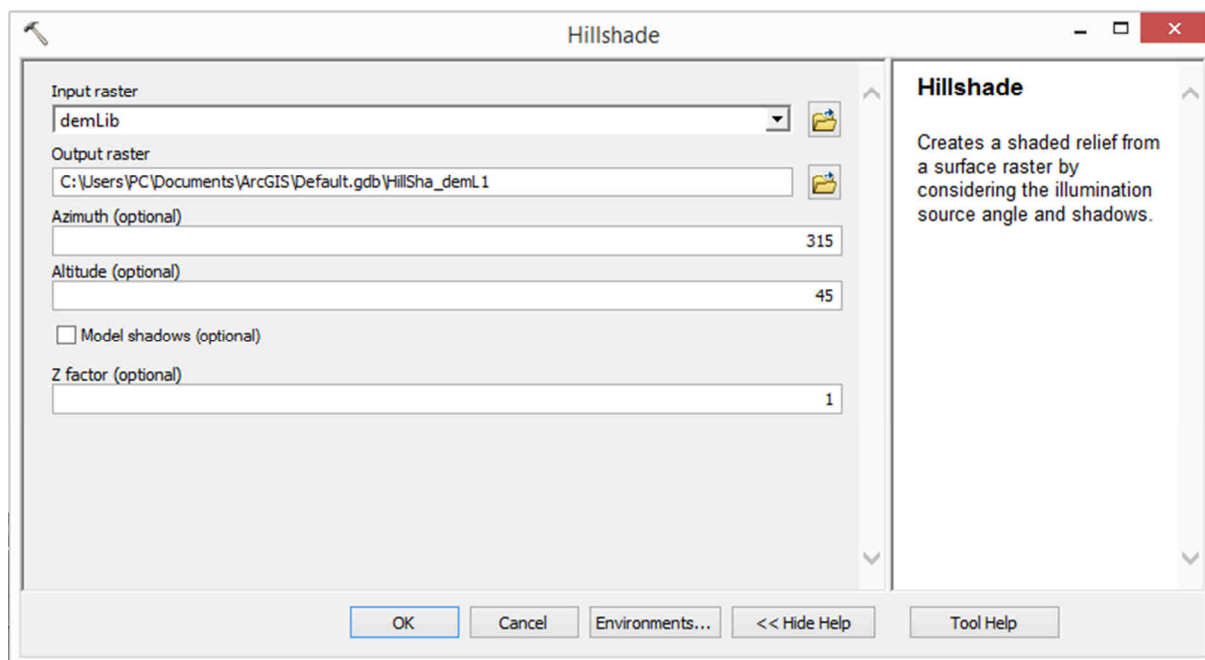 Hillshade
Input raster
demLib
Output raster
C:\Users\PC\Documents\ArcGIS\Default.gdb\HillSha_demL1
Azimuth (optional)
315
Altitude (optional)
45
Model shadows (optional)
Z factor (optional)
1
Hillshade
Creates a shaded relief from
a surface raster by
considering the illumination
source angle and shadows.
OK
Cancel
Environments...
<< Hide Help
Tool Help